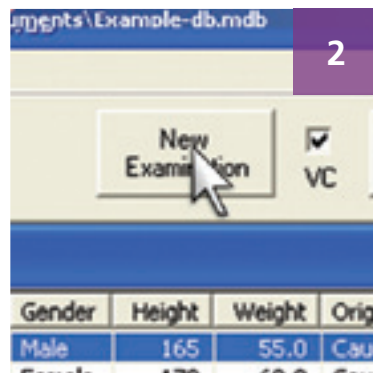 uments\Example-db.mdb
2
New
Examination
VC
Gender Height Weight Orig
Male 165 55.0 Cau